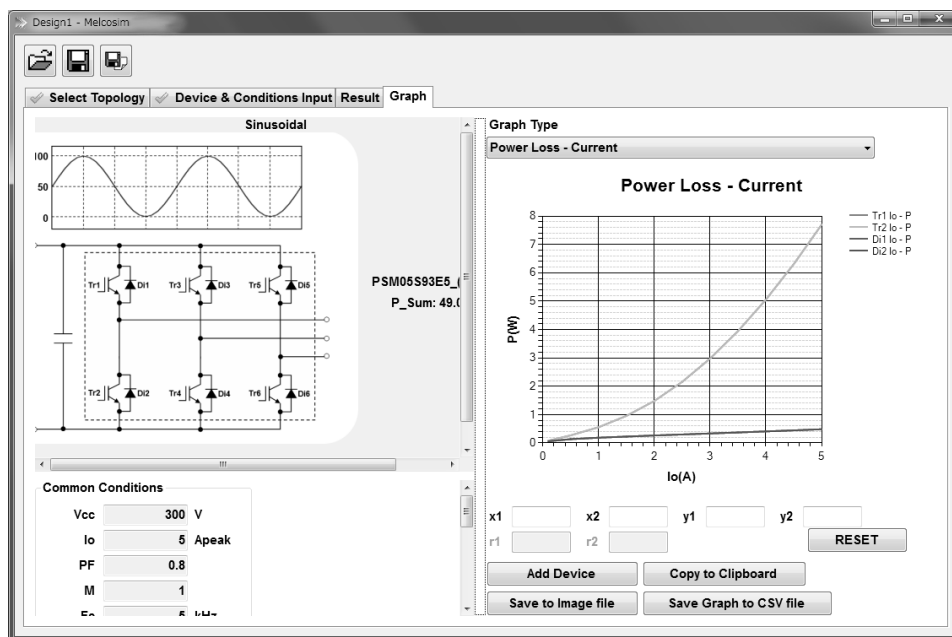 Design1 - Melcosim
Select Topology Device & Conditions Input Result Graph
Sinusoidal
100
50
0
Tr1 Di1 Tr3 Di3 Tr5 Di5
Tr2 Di2 Tr4 Di4 Tr6 Di6
PSM05S93E5_(
P_Sum: 49.0
Common Conditions
Vcc 300 V
Io 5 Apeak
PF 0.8
M 1
Fc 5 kHz
Graph Type
Power Loss - Current
Power Loss - Current
P(W)
8
7
6
5
4
3
2
1
0
0 1 2 3 4 5
Io(A)
Tr1 Io - P
Tr2 Io - P
Di1 Io - P
Di2 Io - P
x1 x2 y1 y2
r1 r2 RESET
Add Device Copy to Clipboard
Save to Image file Save Graph to CSV file